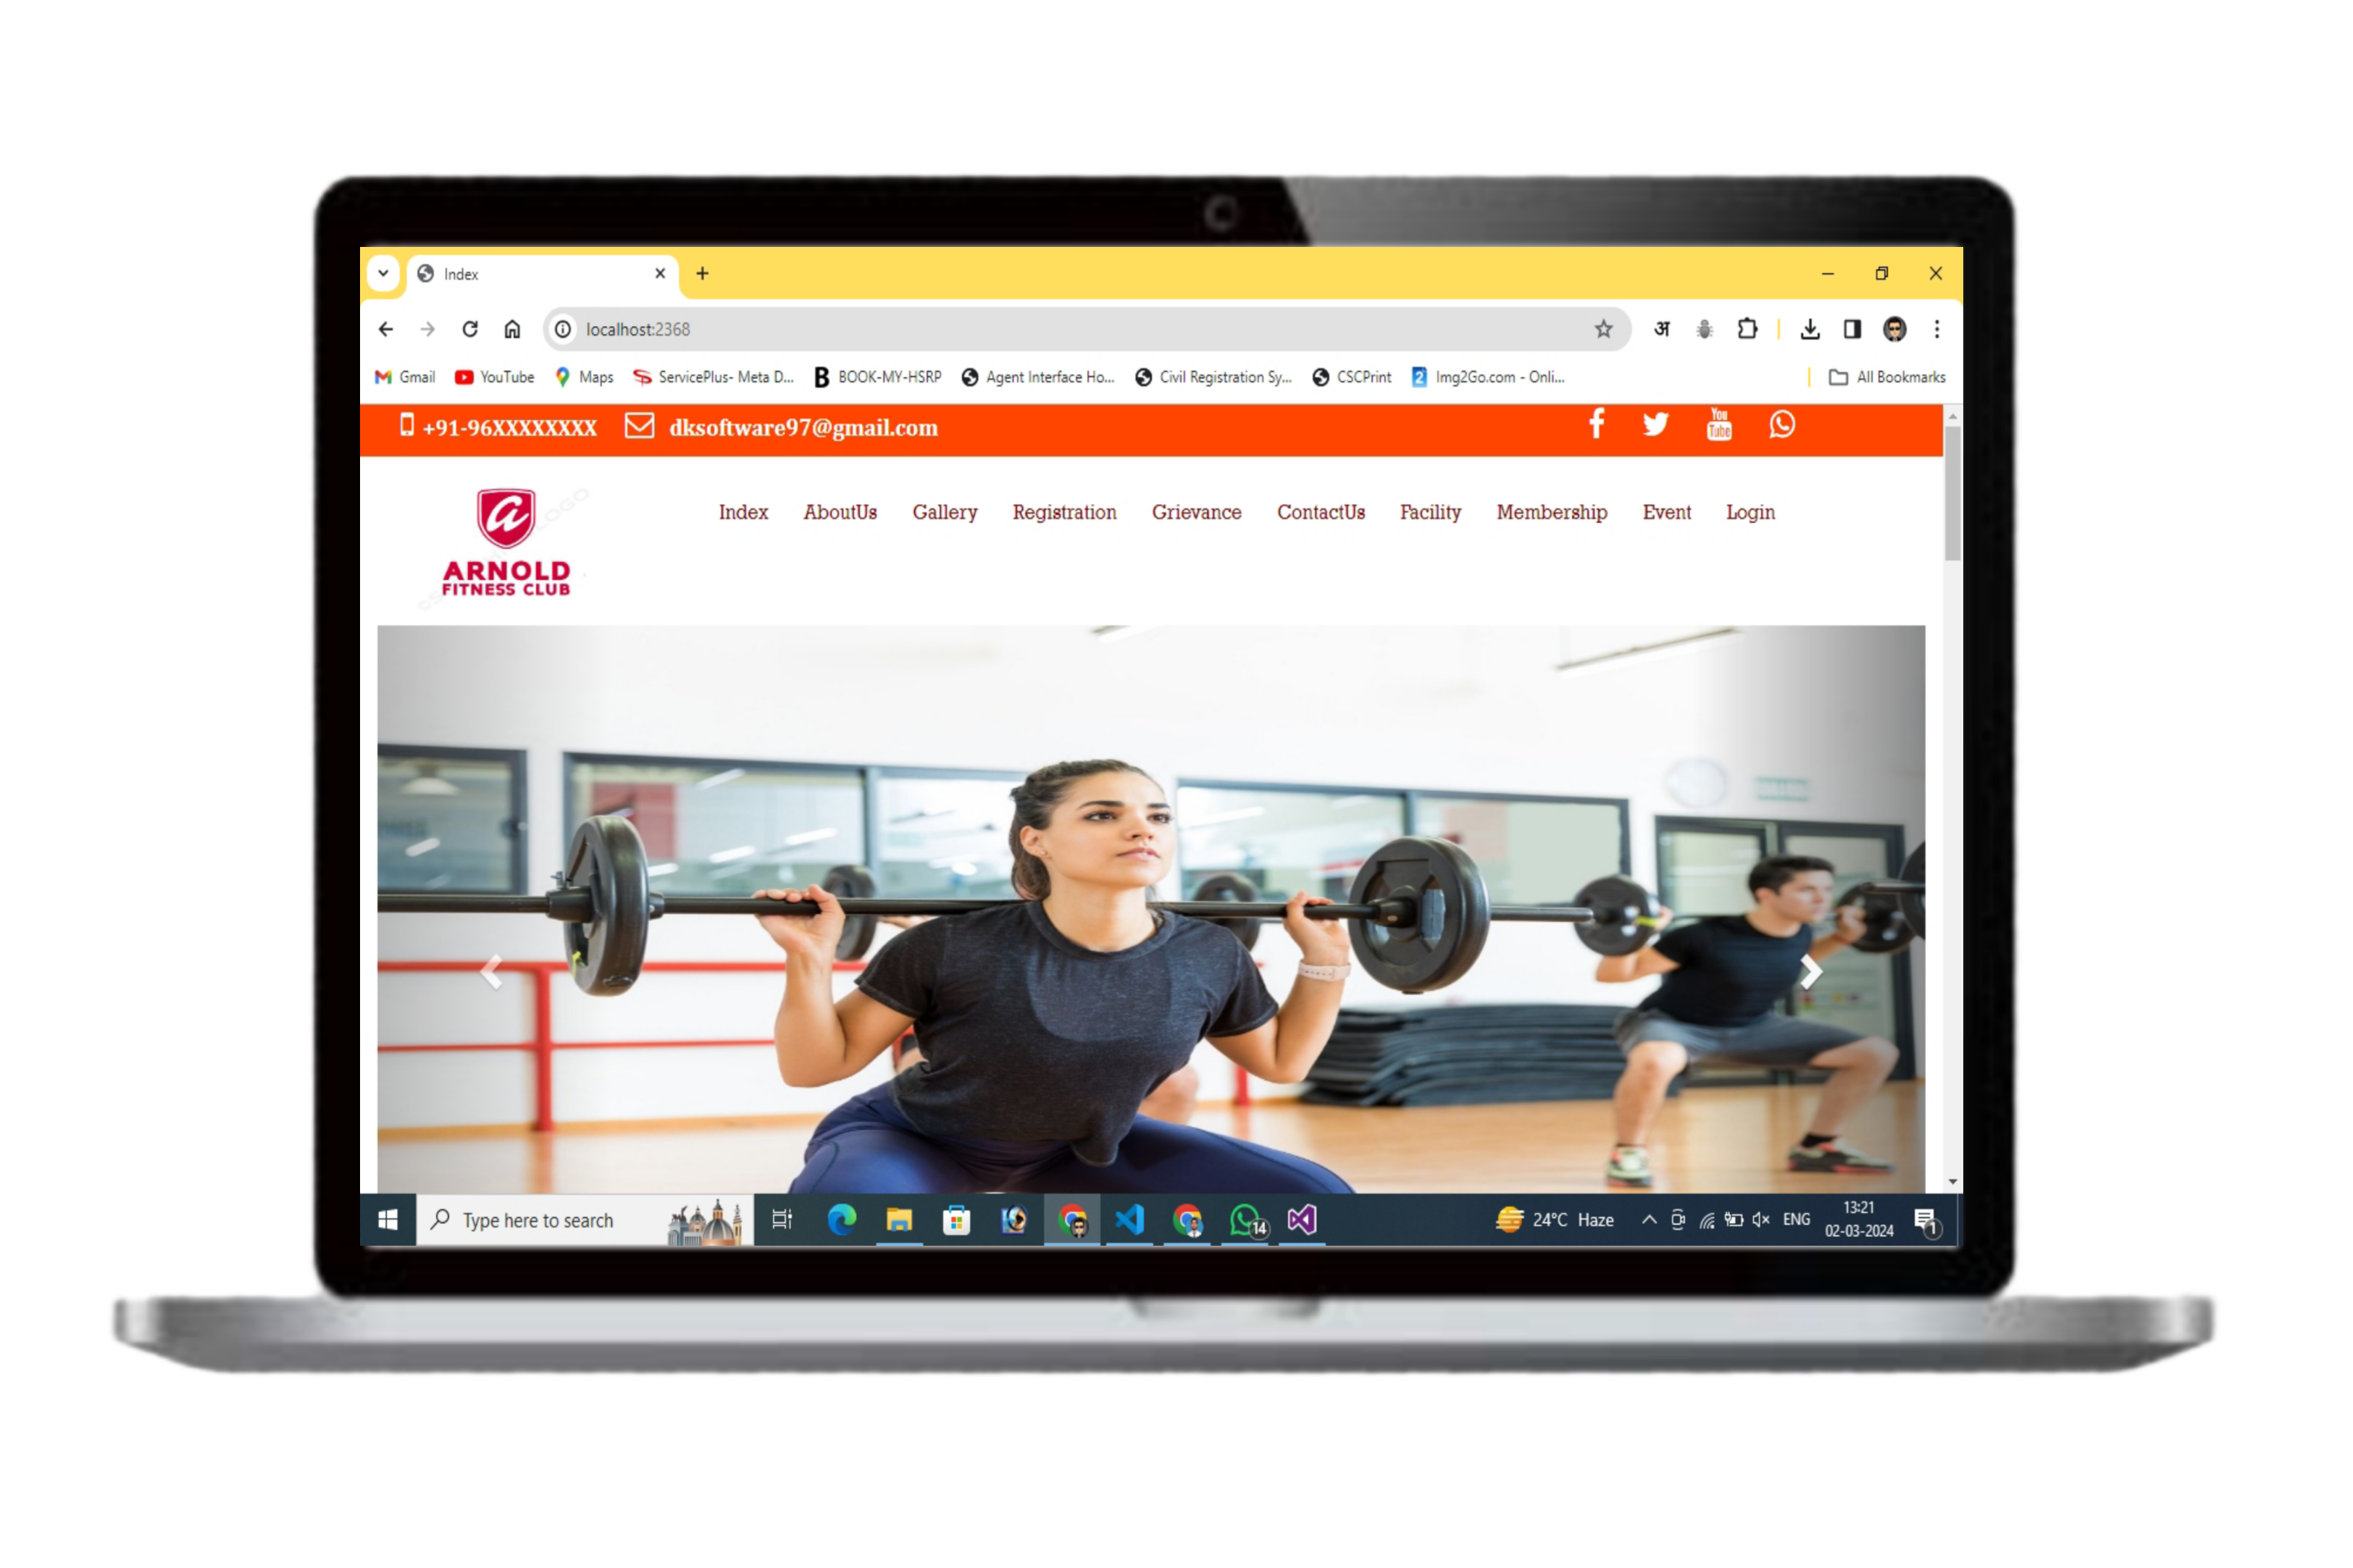 Index
localhost:2368
अ
Gmail YouTube Maps ServicePlus- Meta D... BOOK-MY-HSRP Agent Interface Ho... Civil Registration Sy... CSCPrint Img2Go.com - Onli... All Bookmarks
+91-96XXXXXXXX dksoftware97@gmail.com You Tube
Index AboutUs Gallery Registration Grievance ContactUs Facility Membership Event Login
ARNOLD
FITNESS CLUB
Type here to search 14 24°C Haze ENG 13:21 1
02-03-2024